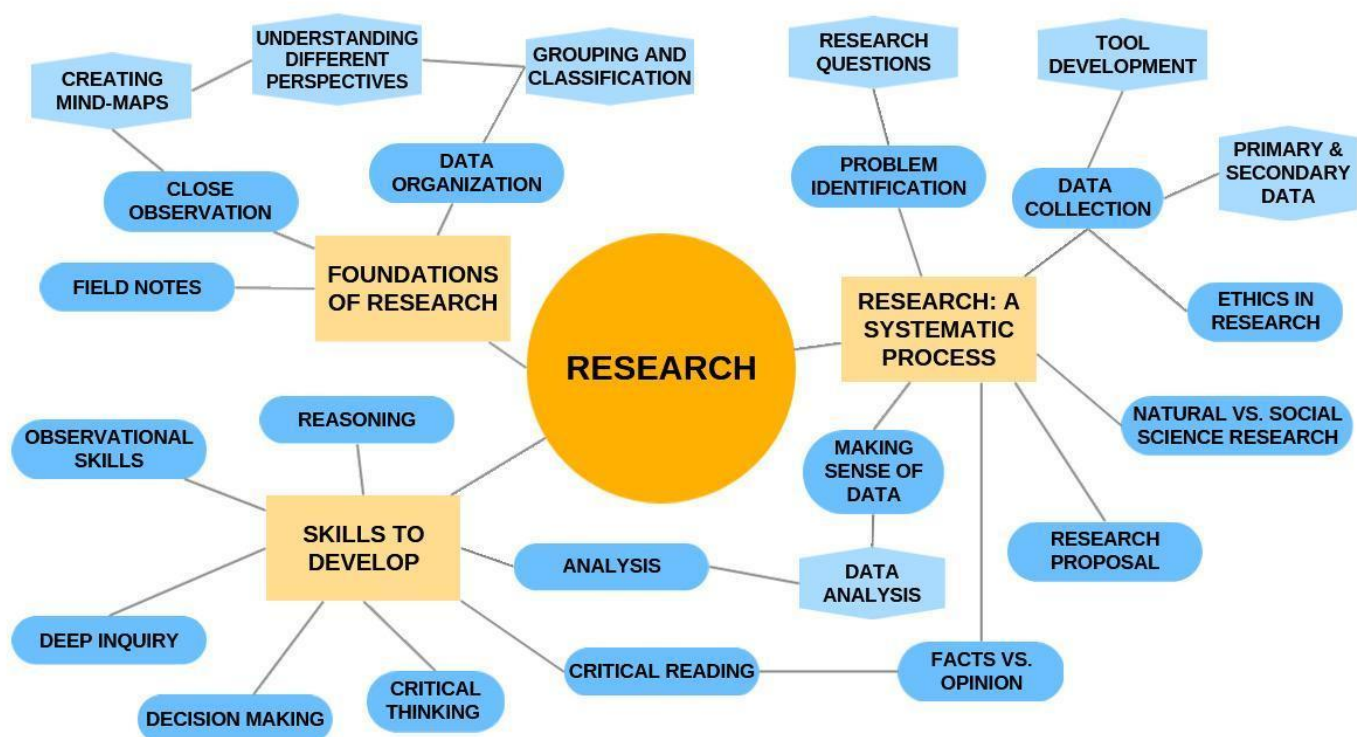 UNDERSTANDING
DIFFERENT
PERSPECTIVES
GROUPING AND
CLASSIFICATION
CREATING
MIND-MAPS
RESEARCH
QUESTIONS
TOOL
DEVELOPMENT
DATA
ORGANIZATION
CLOSE
OBSERVATION
PROBLEM
IDENTIFICATION
DATA
COLLECTION
PRIMARY &
SECONDARY
DATA
FIELD NOTES
FOUNDATIONS
OF RESEARCH
RESEARCH
RESEARCH: A
SYSTEMATIC
PROCESS
ETHICS IN
RESEARCH
REASONING
OBSERVATIONAL
SKILLS
MAKING
SENSE OF
DATA
NATURAL VS. SOCIAL
SCIENCE RESEARCH
SKILLS TO
DEVELOP
ANALYSIS
DATA
ANALYSIS
RESEARCH
PROPOSAL
DEEP INQUIRY
DECISION MAKING
CRITICAL
THINKING
CRITICAL READING
FACTS VS.
OPINION